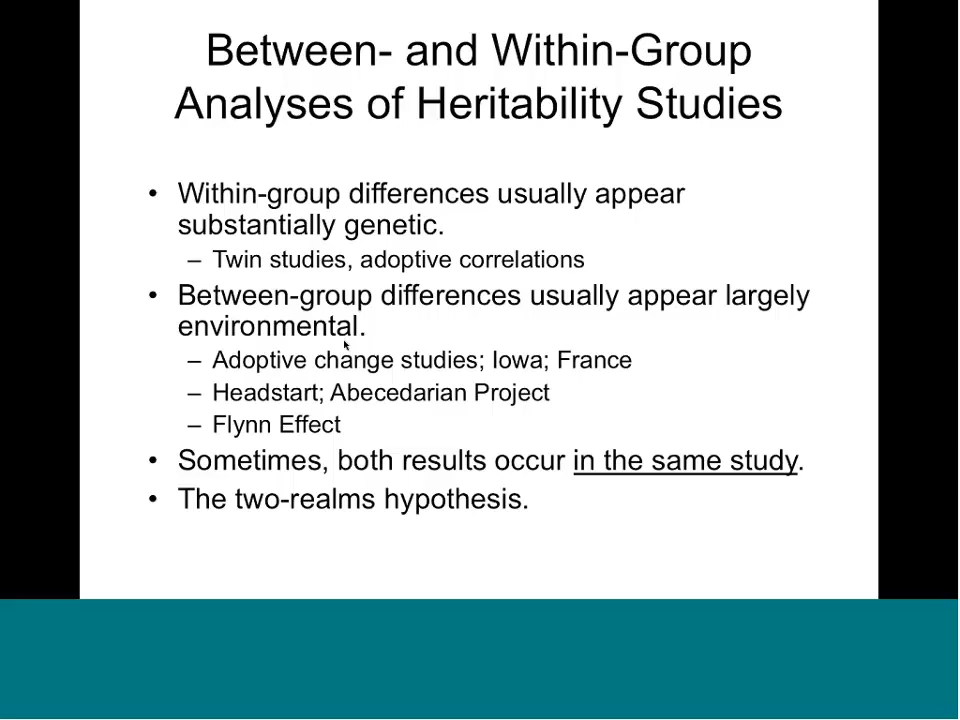 Between- and Within-Group
Analyses of Heritability Studies
• Within-group differences usually appear
substantially genetic.
– Twin studies, adoptive correlations
• Between-group differences usually appear largely
environmental.
– Adoptive change studies; Iowa; France
– Headstart; Abecedarian Project
– Flynn Effect
• Sometimes, both results occur in the same study.
• The two-realms hypothesis.